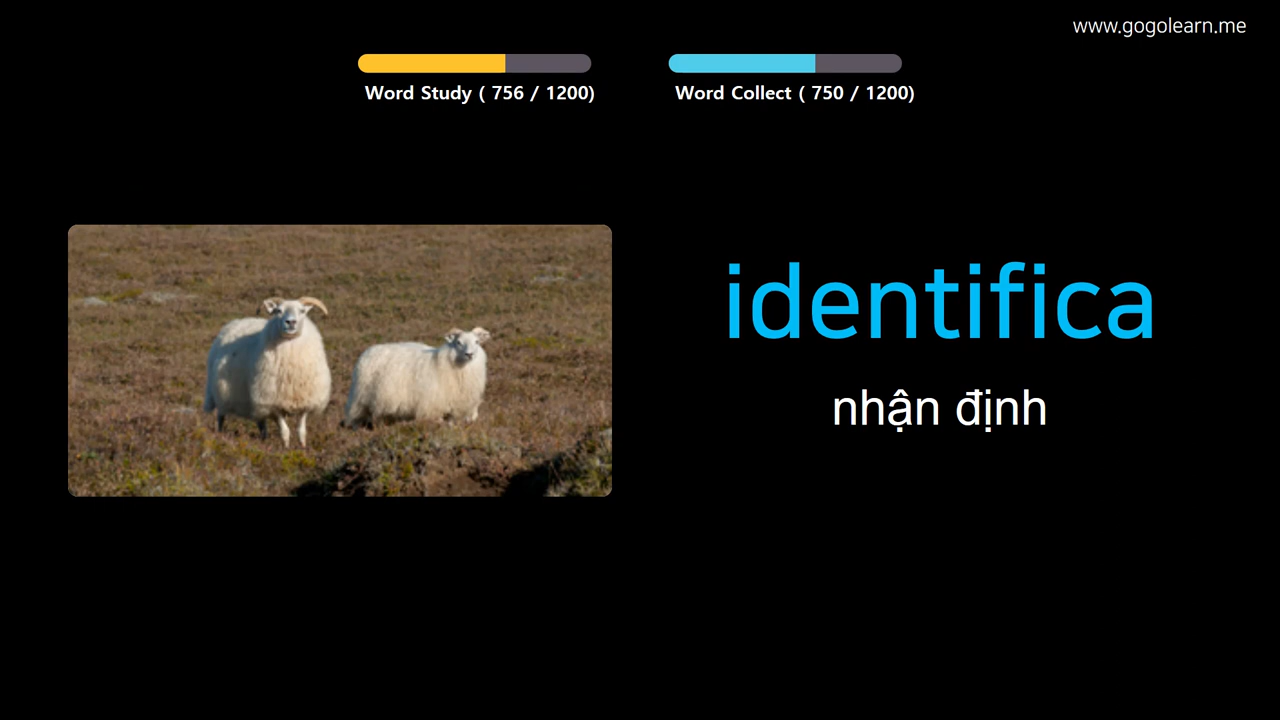 www.gogolearn.me
Word Study ( 756 / 1200)
Word Collect ( 750 / 1200)
identifica
nhận định